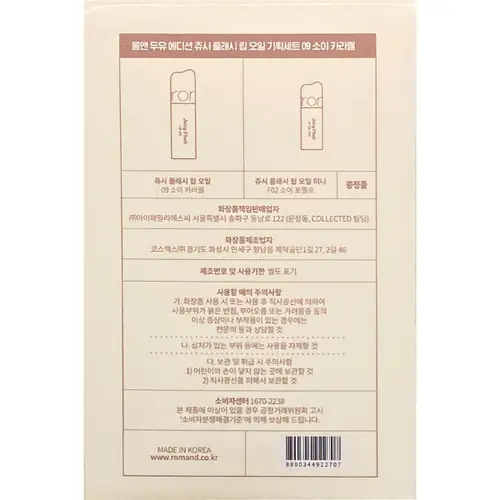 롬앤 두유 에디션 쥬시 플래시 립 오일 기획세트 09 소이 카라멜
ror
Juicy Flash
ror
Juicy Flash
쥬시 플래시 립 오일
09 소이 카라멜
쥬시 플래시 립 오일 미니
F02 소이 포멜로
증정품
화장품책임판매업자
㈜아이패밀리에스씨 서울특별시 송파구 동남로 122 (문정동, COLLECTED 빌딩)
화장품제조업자
코스맥스㈜ 경기도 화성시 만세구 향남읍 제약공단1길 27, 2길 46
제조번호 및 사용기한 별도 표기
사용할 때의 주의사항
가. 화장품 사용 시 또는 사용 후 직사광선에 의하여
사용부위가 붉은 반점, 부어오름 또는 가려움증 등의
이상 증상이나 부작용이 있는 경우에는
전문의 등과 상담할 것
나. 상처가 있는 부위 등에는 사용을 자제할 것
다. 보관 및 취급 시 주의사항
1) 어린이의 손이 닿지 않는 곳에 보관할 것
2) 직사광선을 피해서 보관할 것
소비자센터 1670-2238
본 제품에 이상이 있을 경우 공정거래위원회 고시
'소비자분쟁해결기준'에 의해 보상해 드립니다.
MADE IN KOREA
www.romand.co.kr
8800344922707